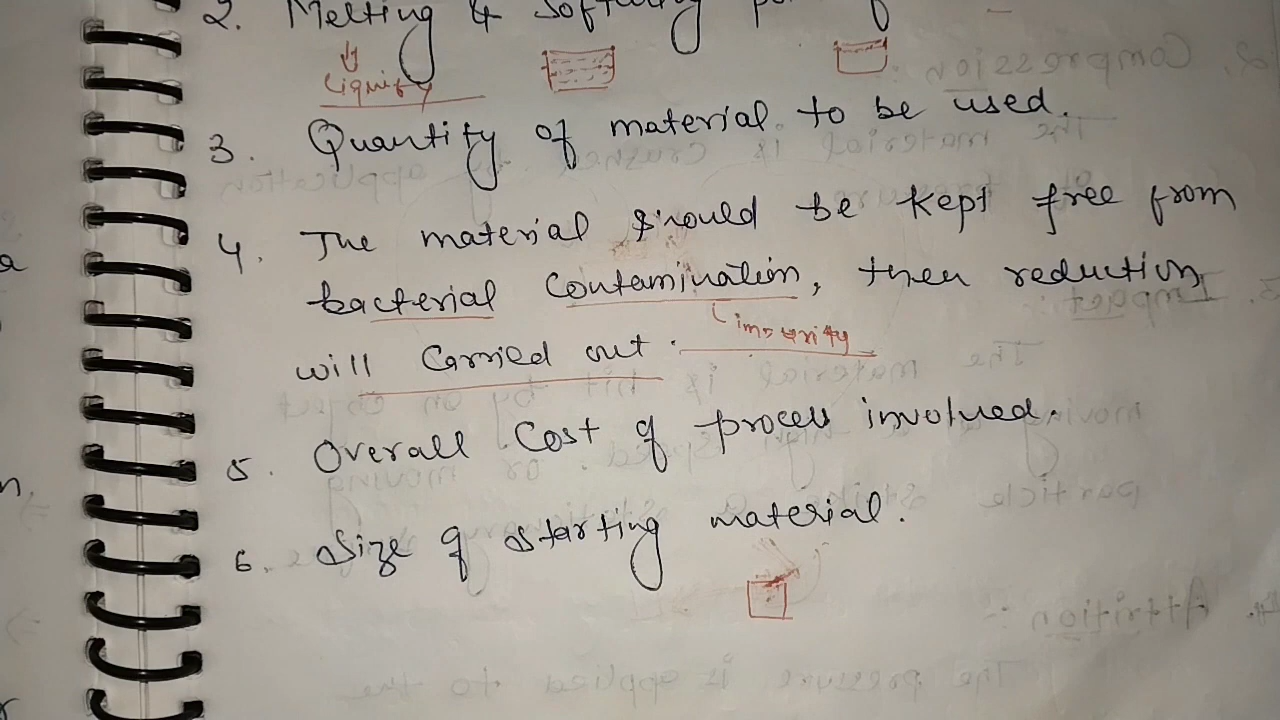 2. Melting & softing
Liquify
3. Quantity of material to be used.
4. The material should be kept free from
bacterial contamination, then reduction
(impurity
will carried out.
5. Overall cost of process involved.
6. Size of starting material.